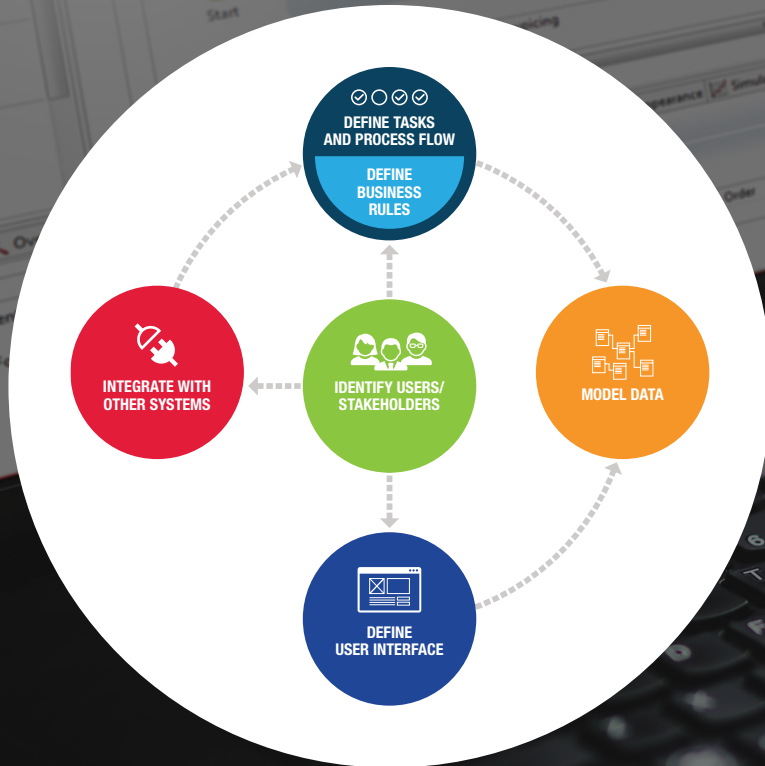 Start
DEFINE TASKS
AND PROCESS FLOW
DEFINE
BUSINESS
RULES
INTEGRATE WITH
OTHER SYSTEMS
IDENTIFY USERS/
STAKEHOLDERS
MODEL DATA
DEFINE
USER INTERFACE
Order